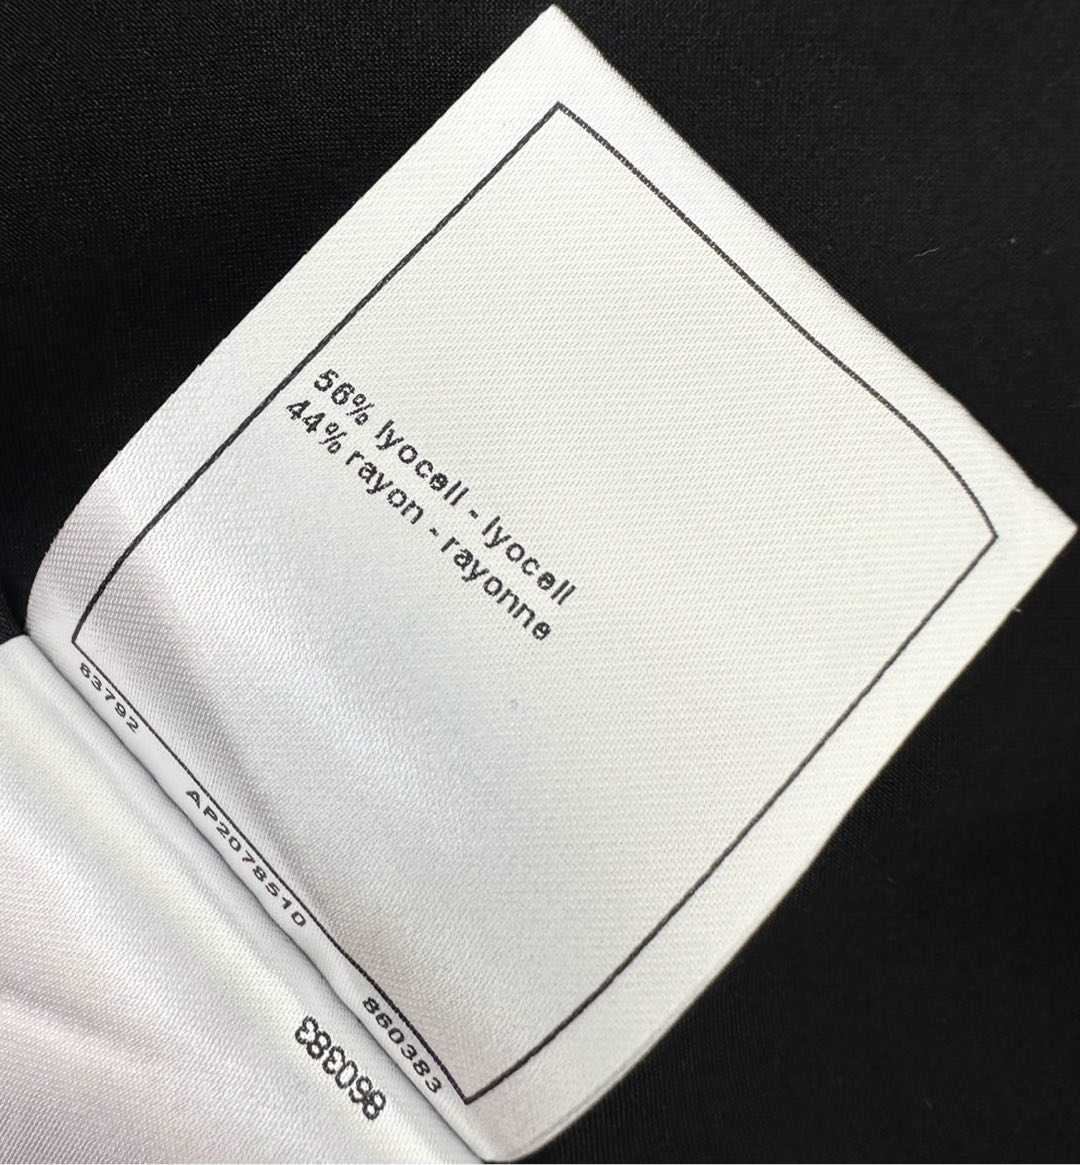 56% lyocell - lyocell
44% rayon - rayonne
63792 AP2078510 860383
860383